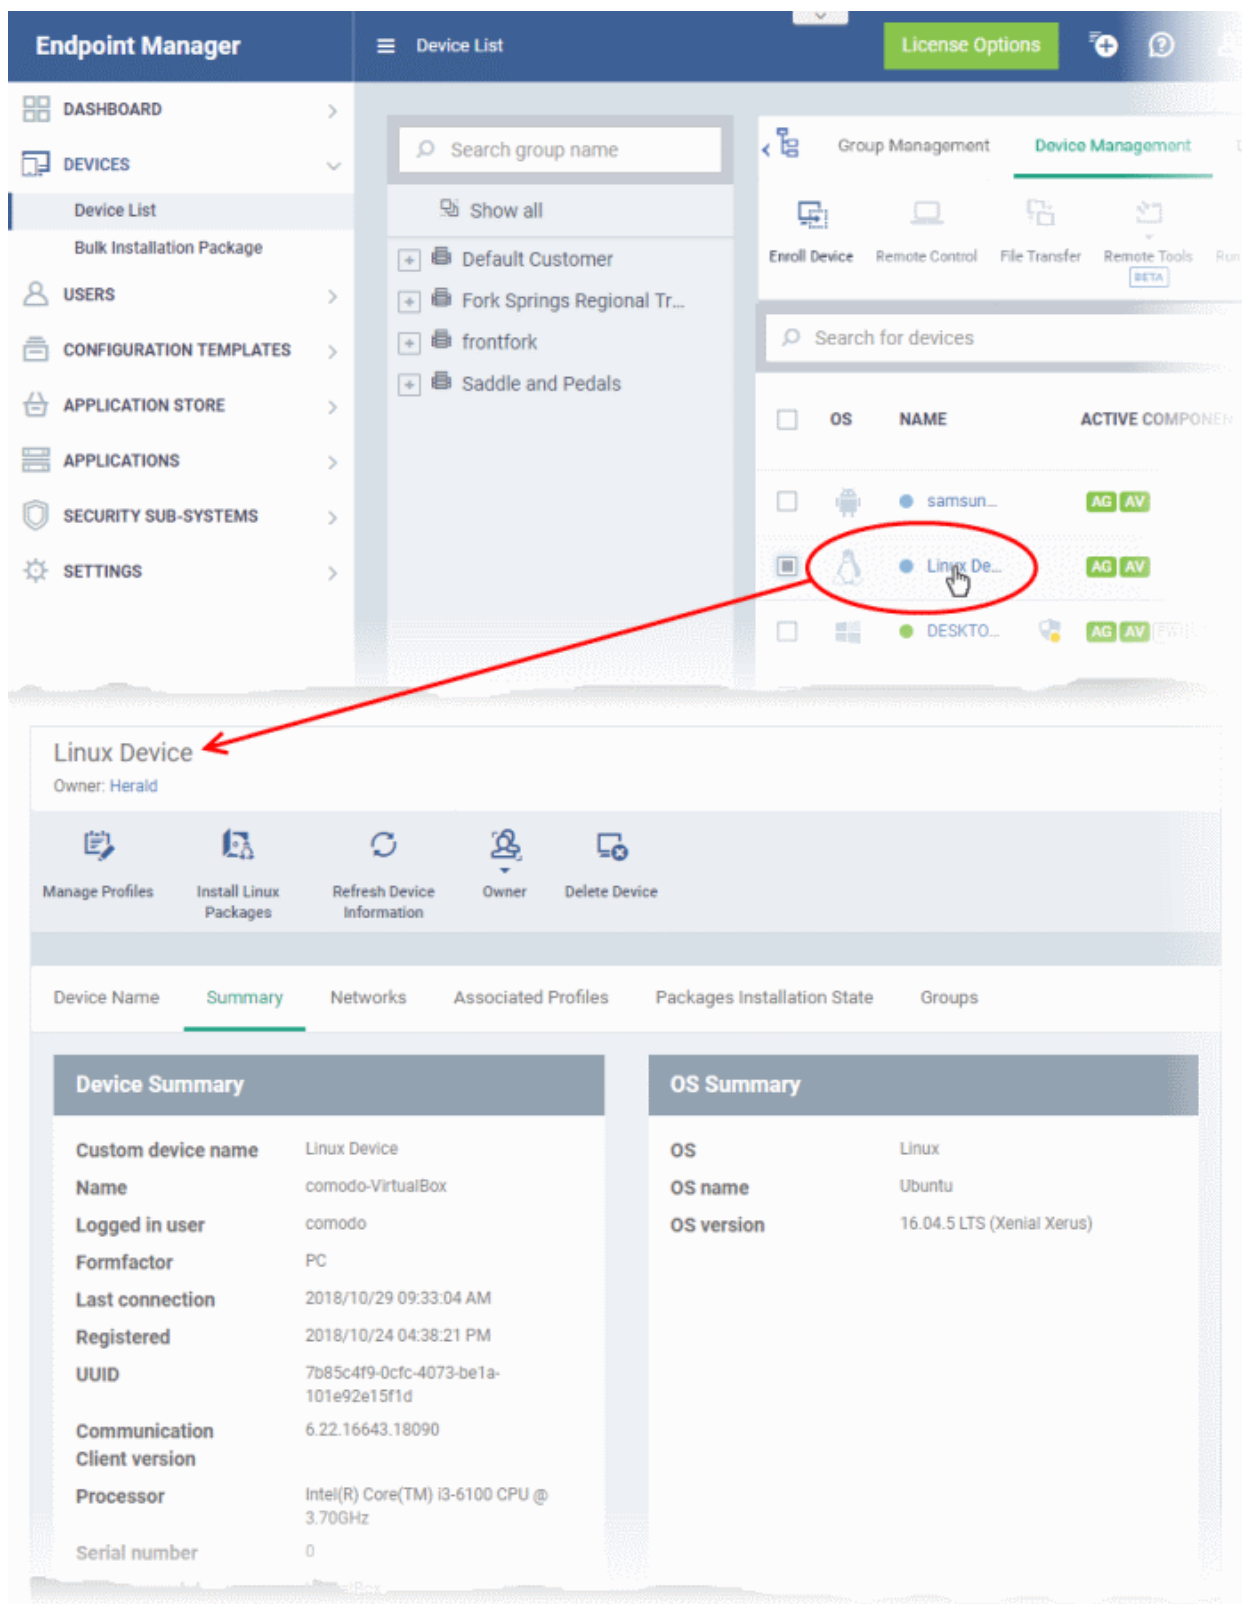 Endpoint Manager
Device List
License Options
DASHBOARD
DEVICES
Device List
Bulk Installation Package
USERS
CONFIGURATION TEMPLATES
APPLICATION STORE
APPLICATIONS
SECURITY SUB-SYSTEMS
SETTINGS
Search group name
Show all
Default Customer
Fork Springs Regional Tr...
frontfork
Saddle and Pedals
Group Management
Device Management
Enroll Device
Remote Control
File Transfer
Remote Tools
Run
BETA
Search for devices
OS
NAME
ACTIVE COMPONEN
samsun...
AG AV
Linux De...
AG AV
DESKTO...
AG AV FW
Linux Device
Owner: Herald
Manage Profiles
Install Linux
Packages
Refresh Device
Information
Owner
Delete Device
Device Name
Summary
Networks
Associated Profiles
Packages Installation State
Groups
Device Summary
Custom device name Linux Device
Name comodo-VirtualBox
Logged in user comodo
Formfactor PC
Last connection 2018/10/29 09:33:04 AM
Registered 2018/10/24 04:38:21 PM
UUID 7b85c4f9-0cfc-4073-be1a-
101e92e15f1d
Communication 6.22.16643.18090
Client version
Processor Intel(R) Core(TM) i3-6100 CPU @
3.70GHz
Serial number 0
OS Summary
OS Linux
OS name Ubuntu
OS version 16.04.5 LTS (Xenial Xerus)